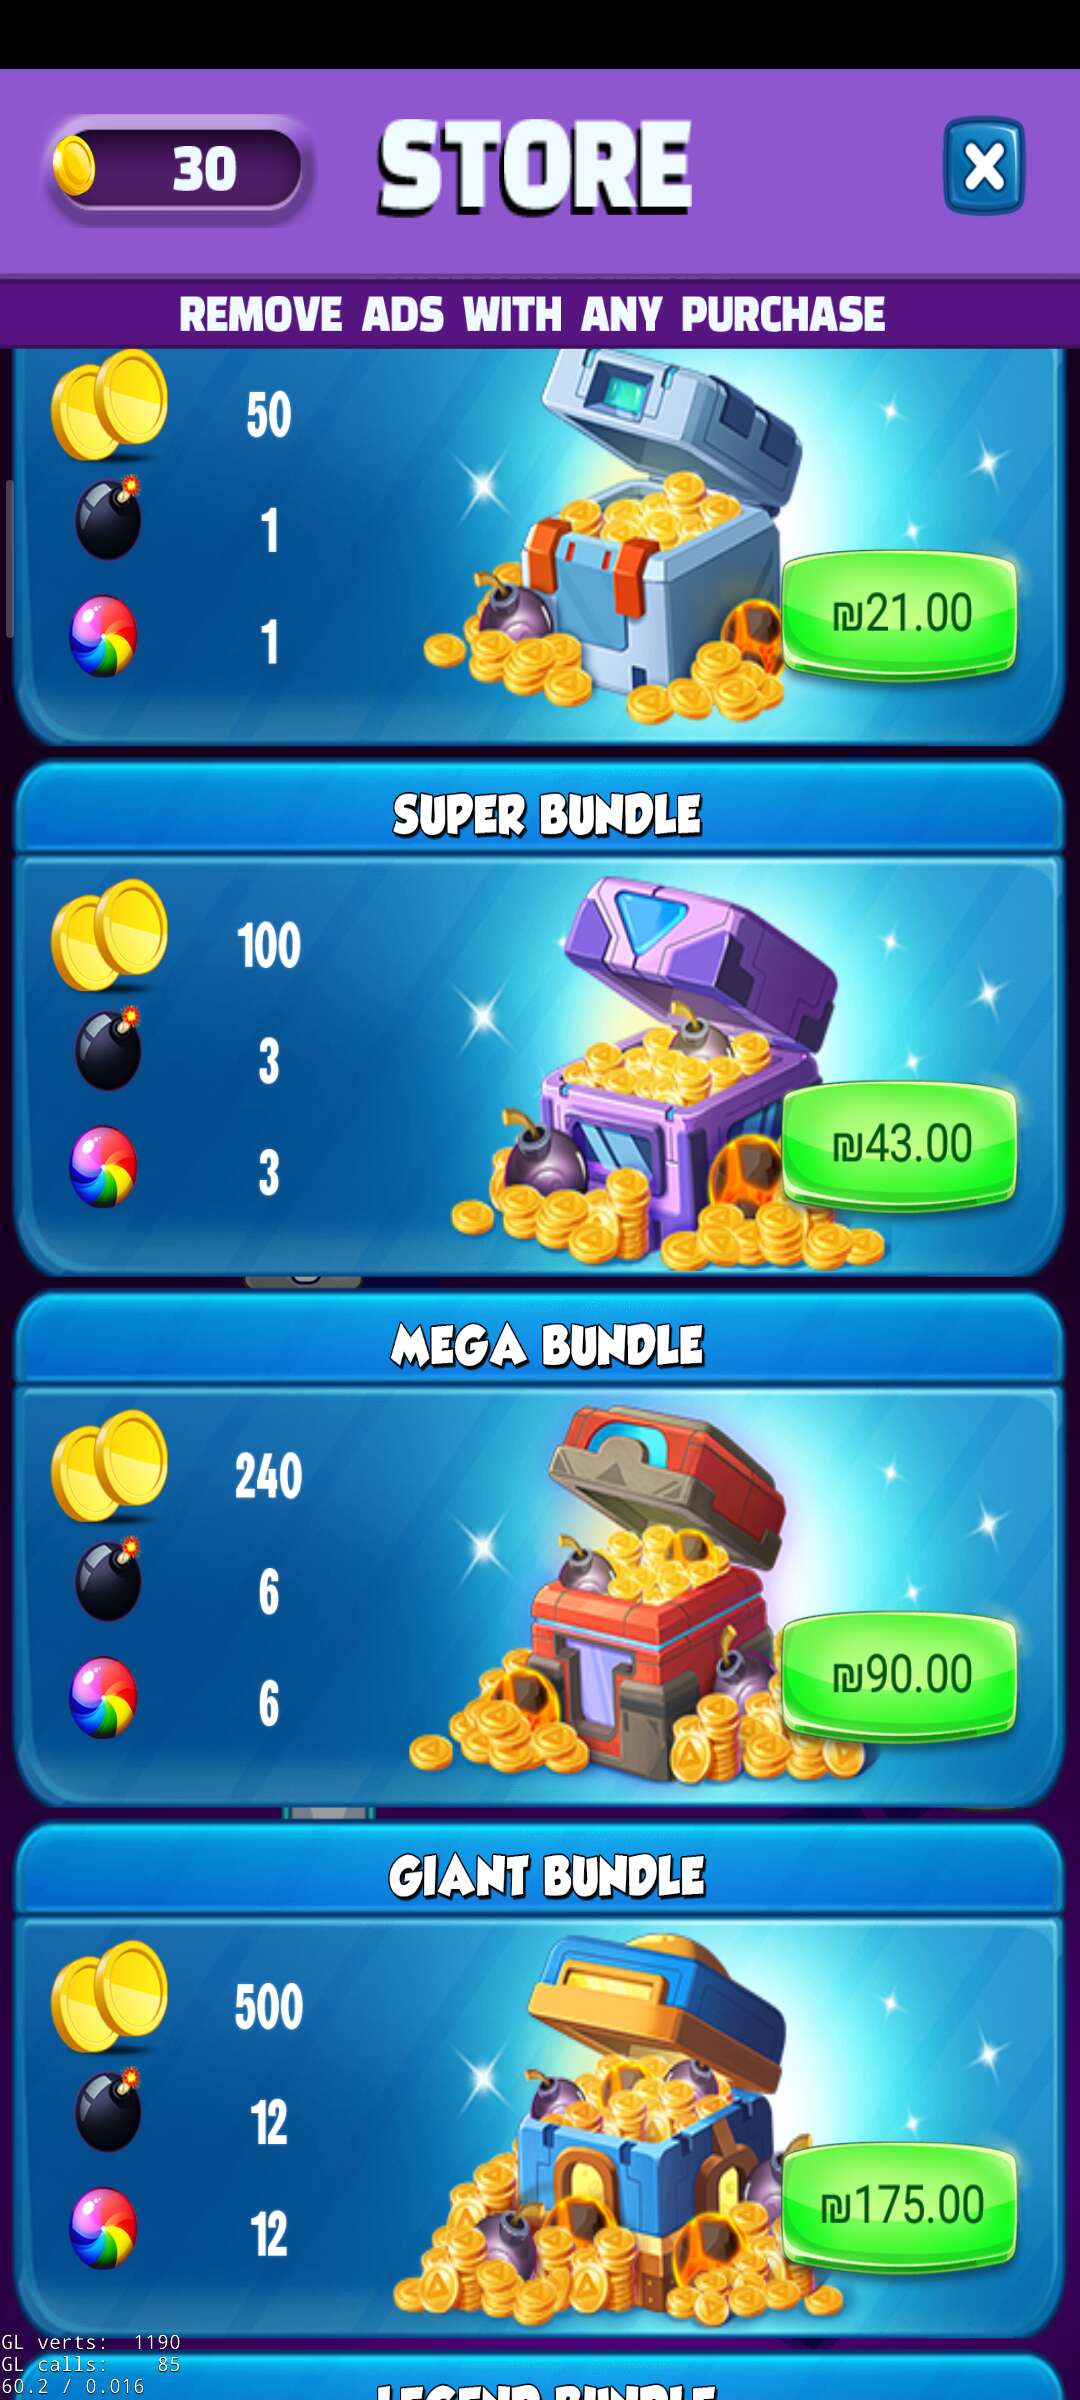 30
STORE
REMOVE ADS WITH ANY PURCHASE
50
1
1
₪21.00
SUPER BUNDLE
100
3
3
₪43.00
MEGA BUNDLE
240
6
6
₪90.00
GIANT BUNDLE
500
12
12
₪175.00
GL verts: 1190
GL calls: 85
60.2 / 0.016
LEGEND BUNDLE